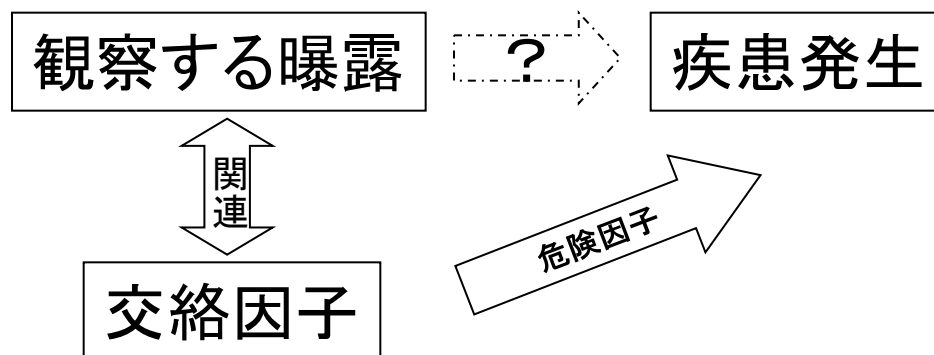 観察する曝露
？
疾患発生
関連
危険因子
交絡因子